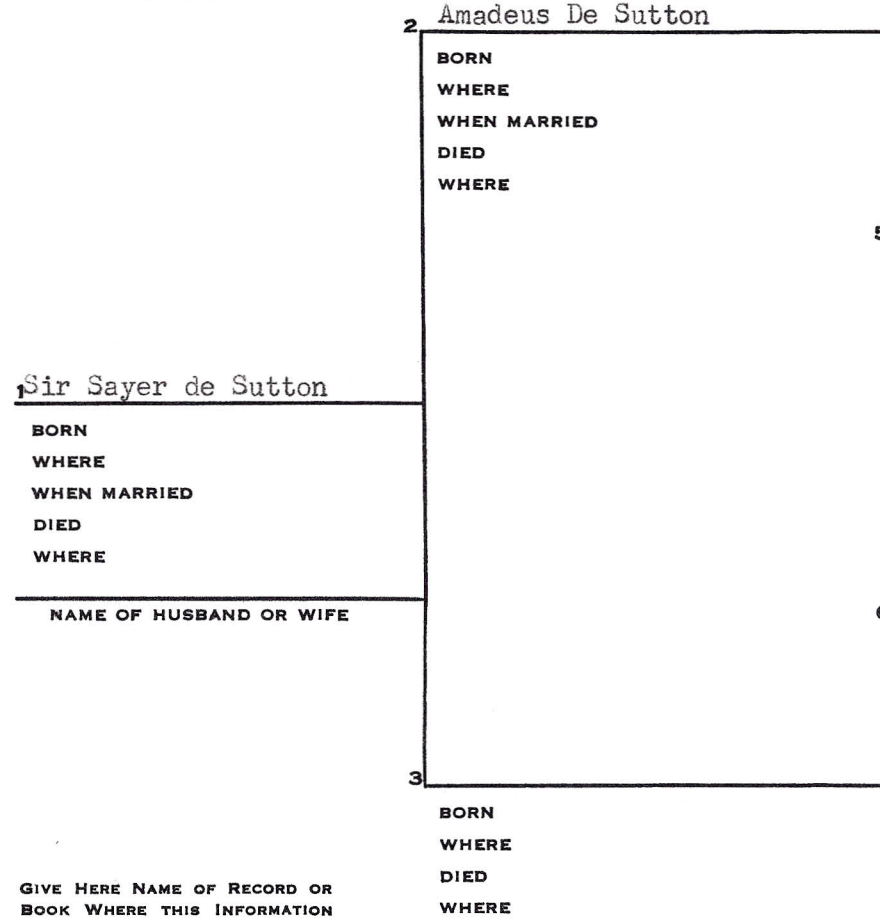 2 Amadeus De Sutton
BORN
WHERE
WHEN MARRIED
DIED
WHERE
5
1 Sir Sayer de Sutton
BORN
WHERE
WHEN MARRIED
DIED
WHERE
NAME OF HUSBAND OR WIFE
6
3
BORN
WHERE
DIED
WHERE
GIVE HERE NAME OF RECORD OR
BOOK WHERE THIS INFORMATION